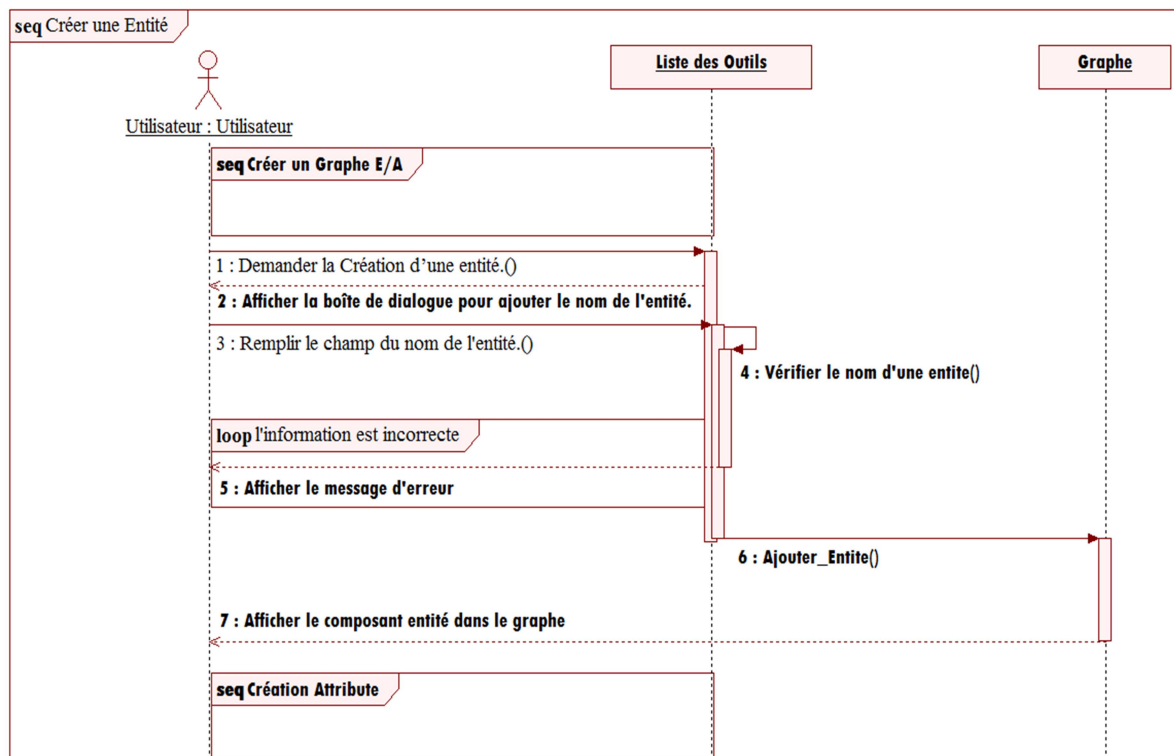 seq Créer une Entité
Liste des Outils
Graphe
Utilisateur : Utilisateur
seq Créer un Graphe E/A
1 : Demander la Création d’une entité.()
2 : Afficher la boîte de dialogue pour ajouter le nom de l'entité.
3 : Remplir le champ du nom de l'entité.()
4 : Vérifier le nom d'une entite()
loop l'information est incorrecte
5 : Afficher le message d'erreur
6 : Ajouter_Entite()
7 : Afficher le composant entité dans le graphe
seq Création Attribute